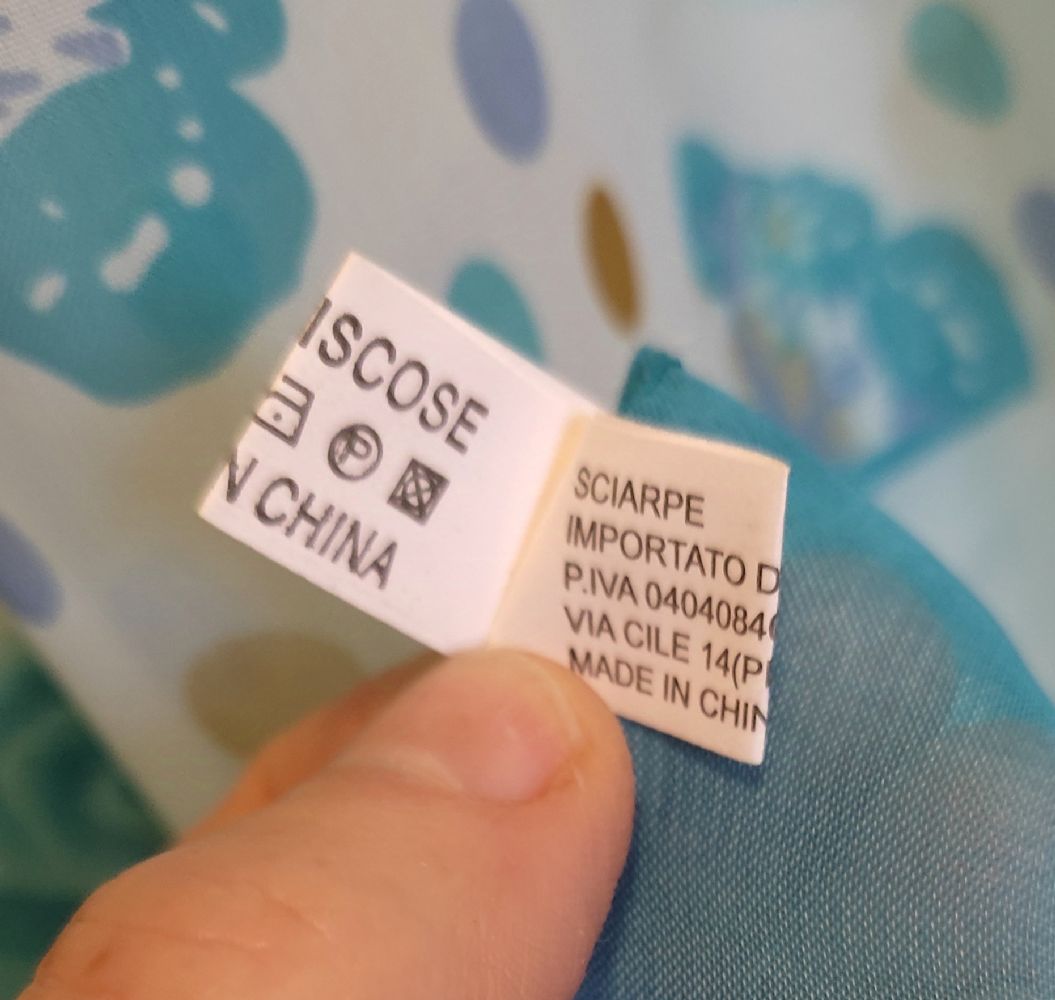 ISCOSE
P
N CHINA
SCIARPE
IMPORTATO D
P.IVA 0404084
VIA CILE 14(P
MADE IN CHIN